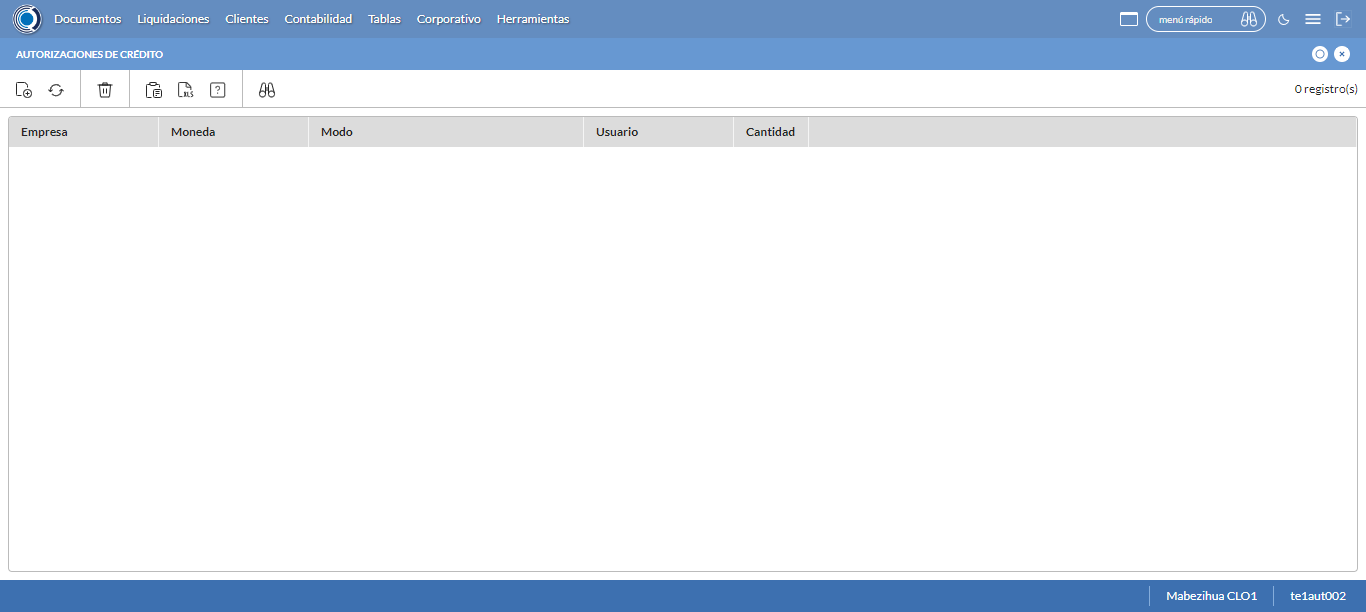 Documentos Liquidaciones Clientes Contabilidad Tablas Corporativo Herramientas menú rápido
AUTORIZACIONES DE CRÉDITO
XLS ? 0 registro(s)
Empresa Moneda Modo Usuario Cantidad
Mabezihua CLO1 te1aut002